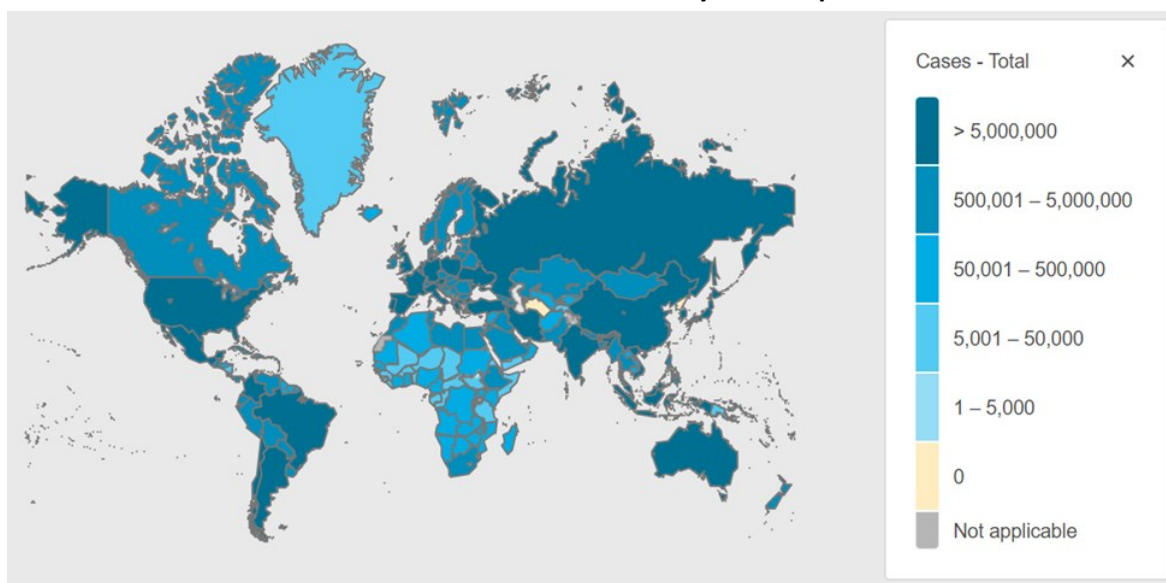 Cases - Total ×
> 5,000,000
500,001 – 5,000,000
50,001 – 500,000
5,001 – 50,000
1 – 5,000
0
Not applicable